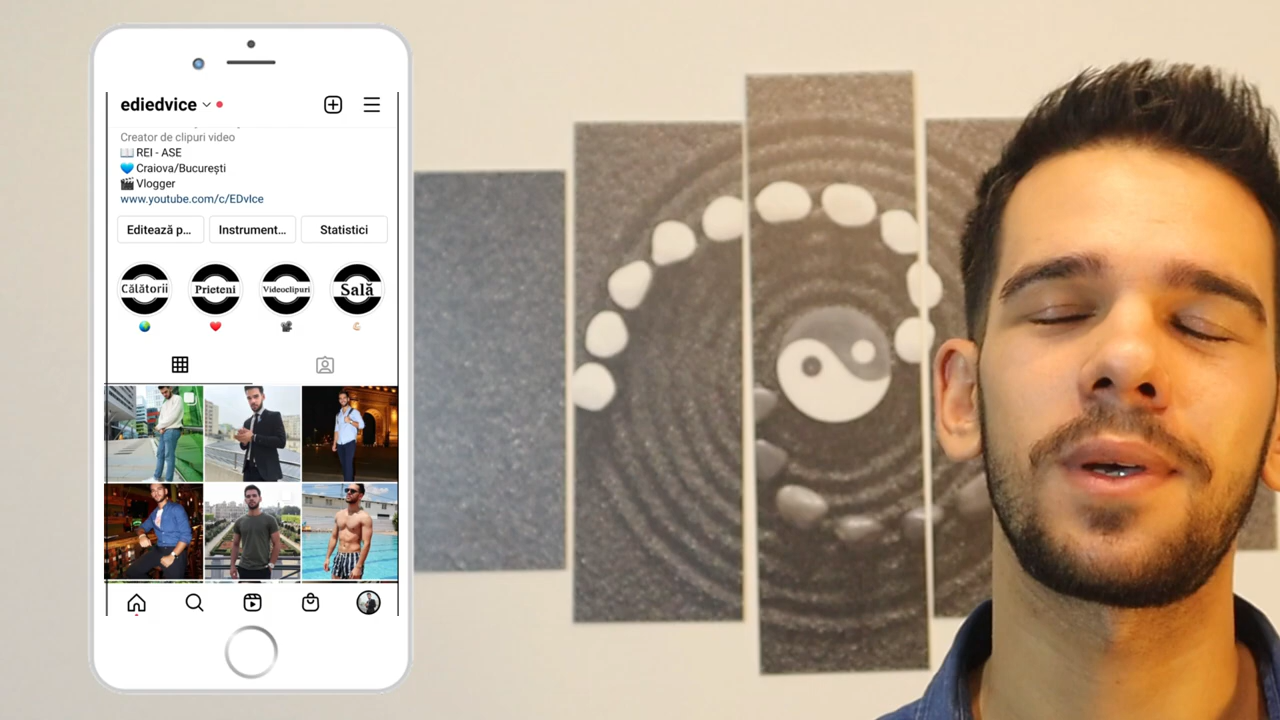 ediedvice
Creator de clipuri video
REI - ASE
Craiova/București
Vlogger
www.youtube.com/c/EDvIce
Editează p...
Instrument...
Statistici
Călătorii
Prieteni
Videoclipuri
Sală